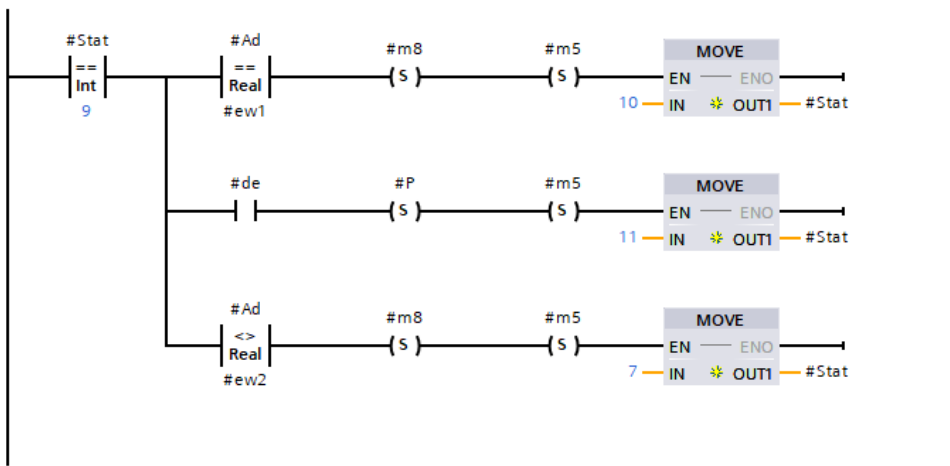 #Stat
==
Int
9
#Ad
==
Real
#ew1
#m8
S
#m5
S
MOVE
EN ENO
10 IN OUT1 #Stat
#de
#P
S
#m5
S
MOVE
EN ENO
11 IN OUT1 #Stat
#Ad
<>
Real
#ew2
#m8
S
#m5
S
MOVE
EN ENO
7 IN OUT1 #Stat